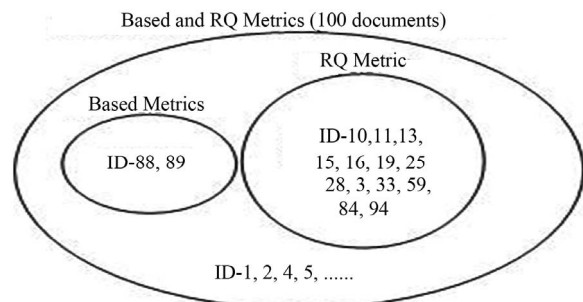 Based and RQ Metrics (100 documents)
RQ Metric
Based Metrics
ID-88, 89
ID-10,11,13,
15, 16, 19, 25
28, 3, 33, 59,
84, 94
ID-1, 2, 4, 5, ......